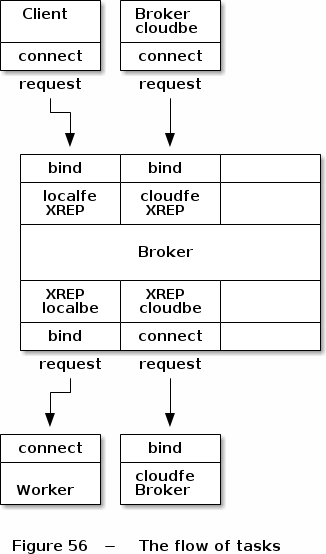 Client
Broker
cloudbe
connect
connect
request
request
bind
bind
localfe
XREP
cloudfe
XREP
Broker
XREP
localbe
XREP
cloudbe
bind
connect
request
request
connect
bind
Worker
cloudfe
Broker
Figure 56 – The flow of tasks